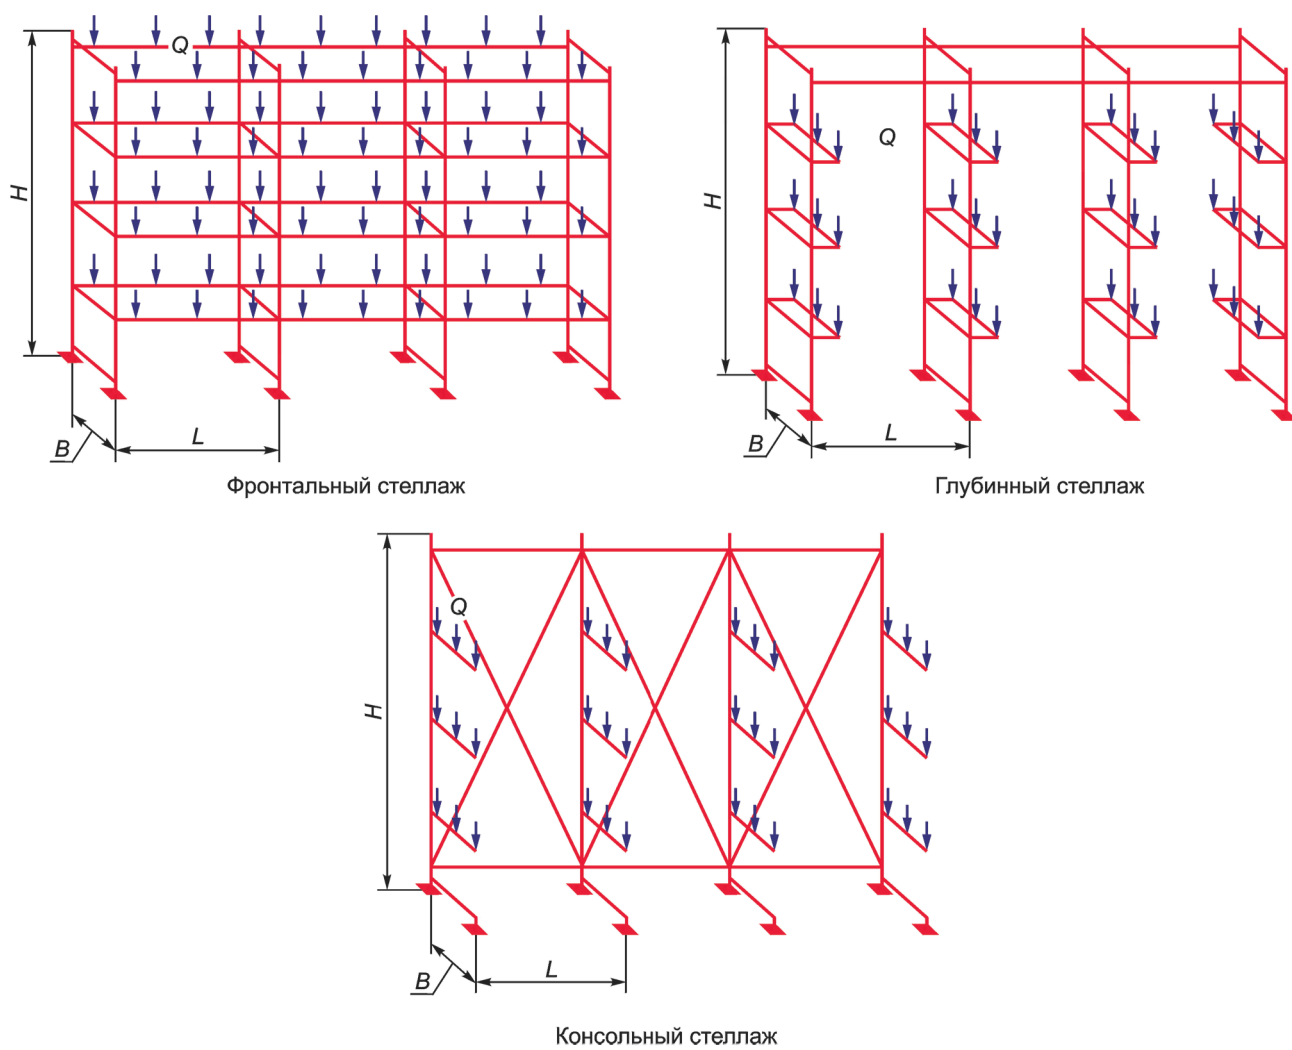 Q
H
B
L
Фронтальный стеллаж
Q
H
B
L
Глубинный стеллаж
Q
H
B
L
Консольный стеллаж